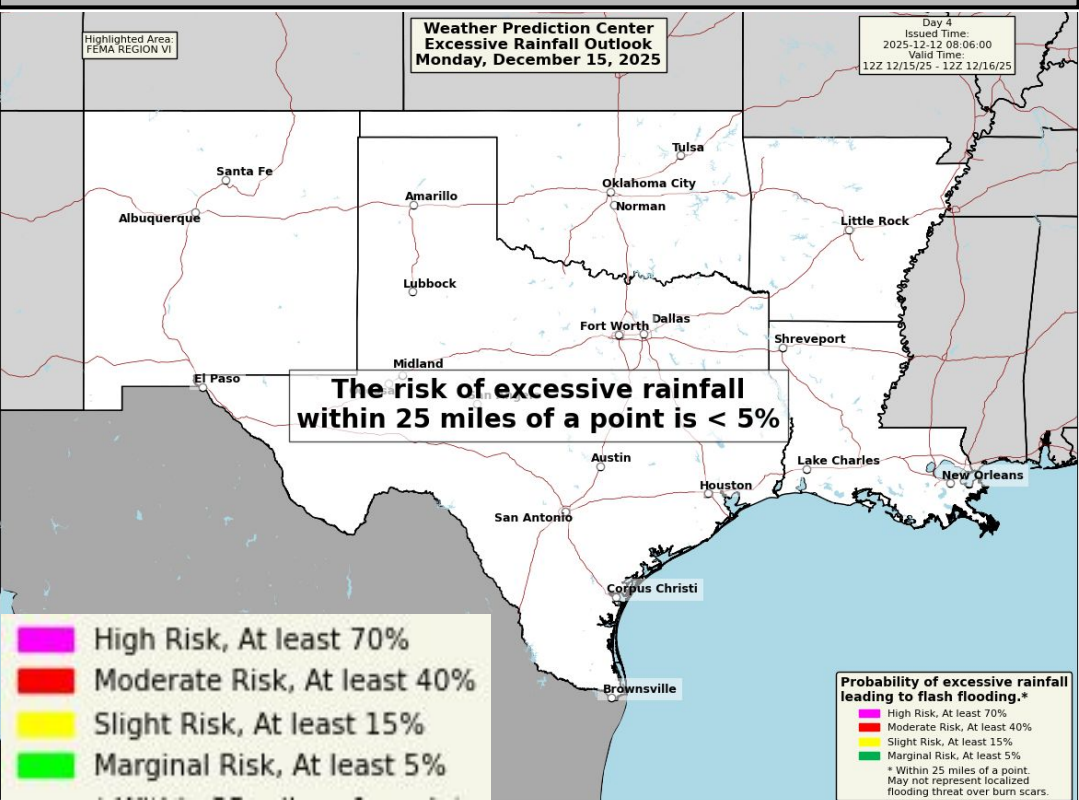 Highlighted Area:
FEMA REGION VI
Weather Prediction Center
Excessive Rainfall Outlook
Monday, December 15, 2025
Day 4
Issued Time:
2025-12-12 08:06:00
Valid Time:
12Z 12/15/25 - 12Z 12/16/25
Tulsa
Santa Fe
Oklahoma City
Amarillo
Norman
Albuquerque
Little Rock
Lubbock
Dallas
Fort Worth
Shreveport
Midland
El Paso
The risk of excessive rainfall
within 25 miles of a point is < 5%
Austin
Lake Charles
New Orleans
Houston
San Antonio
Corpus Christi
Brownsville
High Risk, At least 70%
Moderate Risk, At least 40%
Slight Risk, At least 15%
Marginal Risk, At least 5%
Probability of excessive rainfall
leading to flash flooding.*
High Risk, At least 70%
Moderate Risk, At least 40%
Slight Risk, At least 15%
Marginal Risk, At least 5%
* Within 25 miles of a point.
May not represent localized
flooding threat over burn scars.